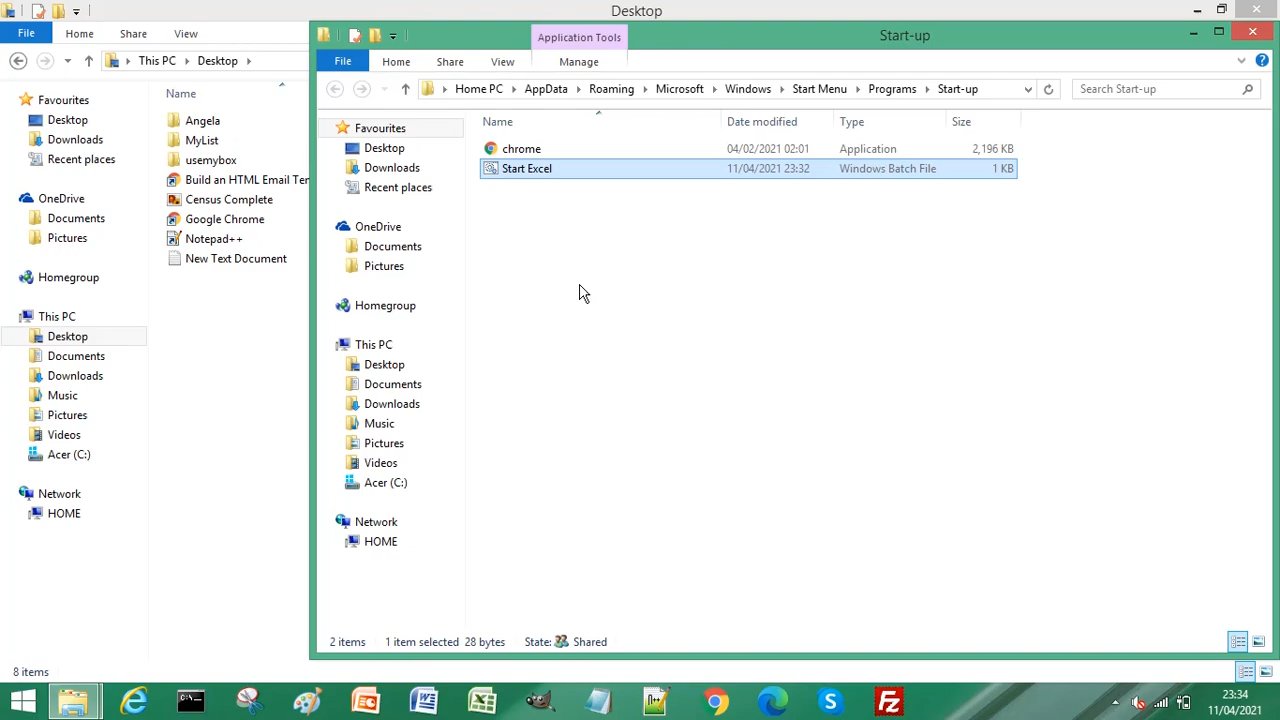 Desktop
File Home Share View
This PC Desktop
Name
Favourites
Desktop
Downloads
Recent places
OneDrive
Documents
Pictures
Homegroup
This PC
Desktop
Documents
Downloads
Music
Pictures
Videos
Acer (C:)
Network
HOME
Angela
MyList
usemybox
Build an HTML Email Ter
Census Complete
Google Chrome
Notepad++
New Text Document
8 items
Application Tools
Start-up
File Home Share View Manage
Home PC AppData Roaming Microsoft Windows Start Menu Programs Start-up
Search Start-up
Favourites
Desktop
Downloads
Recent places
OneDrive
Documents
Pictures
Homegroup
This PC
Desktop
Documents
Downloads
Music
Pictures
Videos
Acer (C:)
Network
HOME
Name Date modified Type Size
chrome 04/02/2021 02:01 Application 2,196 KB
Start Excel 11/04/2021 23:32 Windows Batch File 1 KB
2 items 1 item selected 28 bytes State: Shared
23:34
11/04/2021